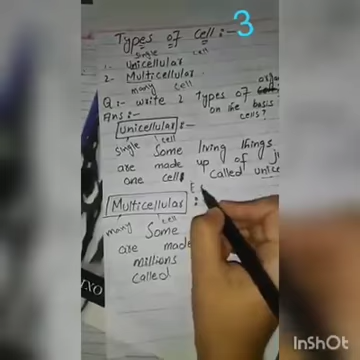 Types of cell :- 3
single cell
1. Unicellular
2. Multicellular
many cell
Q:- write 2 Types of
on the basis
Ans:- cells?
Unicellular :-
single cell
Some living things
are made up of
one cell called
Multicellular :
many cell
Some
are made
millions
called
InShOt